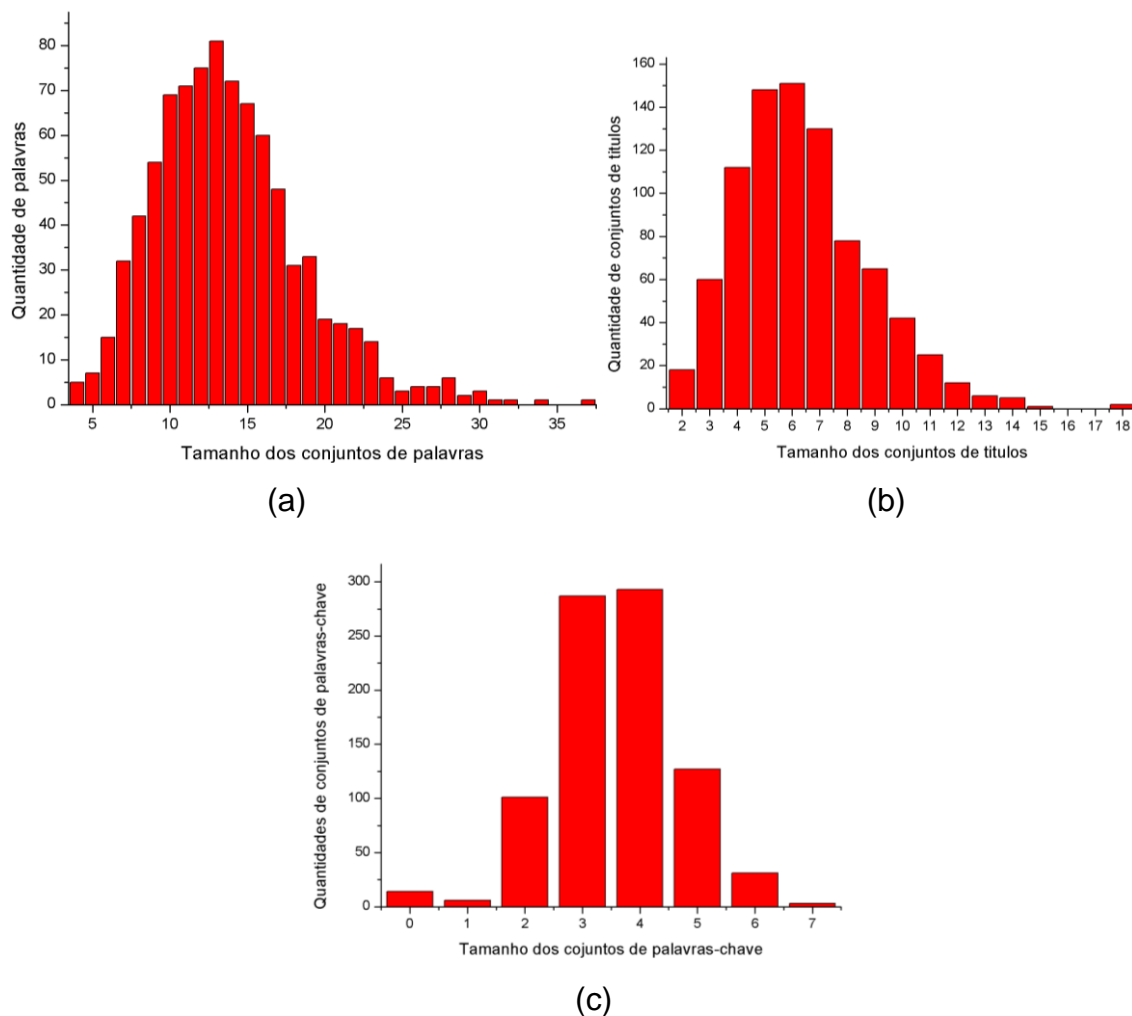 Quantidade de palavras
80
70
60
50
40
30
20
10
0
5 10 15 20 25 30 35
Tamanho dos conjuntos de palavras
(a)
Quantidade de conjuntos de titulos
160
140
120
100
80
60
40
20
0
2 3 4 5 6 7 8 9 10 11 12 13 14 15 16 17 18
Tamanho dos conjuntos de titulos
(b)
Quantidades de conjuntos de palavras-chave
300
250
200
150
100
50
0
0 1 2 3 4 5 6 7
Tamanho dos cojuntos de palavras-chave
(c)